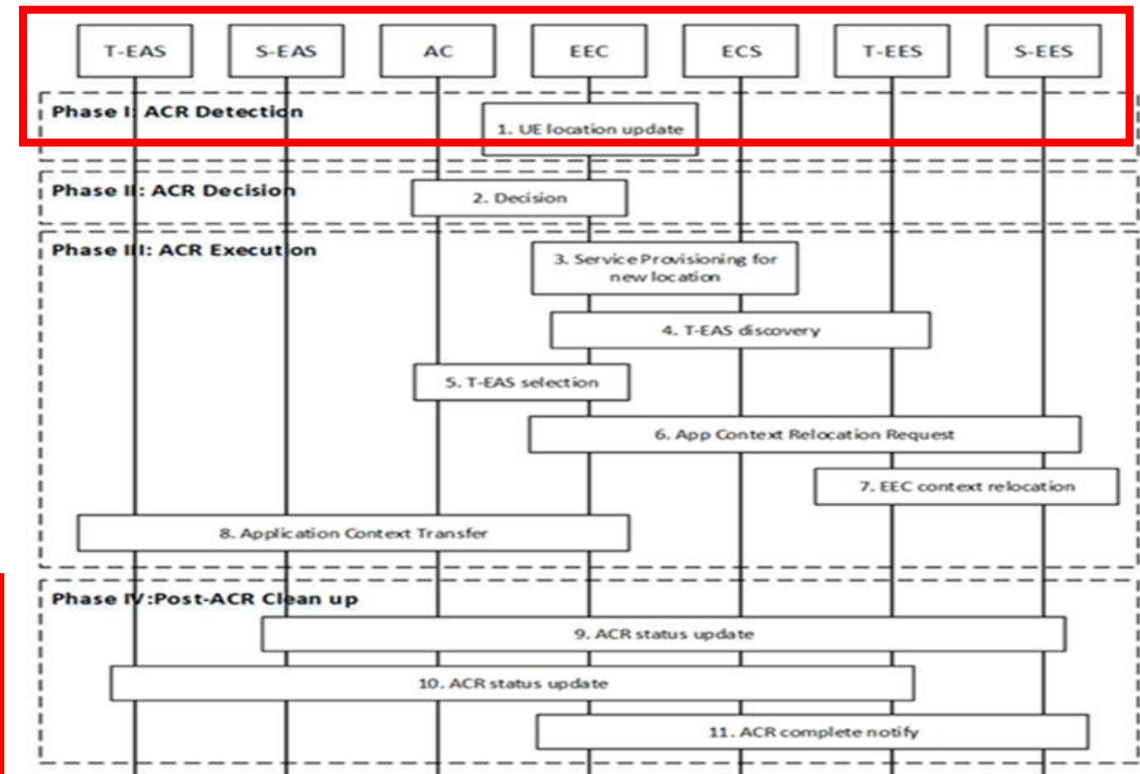 T-EAS S-EAS AC EEC ECS T-EES S-EES
Phase I: ACR Detection
1. UE location update
Phase II: ACR Decision
2. Decision
Phase III: ACR Execution
3. Service Provisioning for
new location
4. T-EAS discovery
5. T-EAS selection
6. App Context Relocation Request
7. EEC context relocation
8. Application Context Transfer
Phase IV:Post-ACR Clean up
9. ACR status update
10. ACR status update
11. ACR complete notify